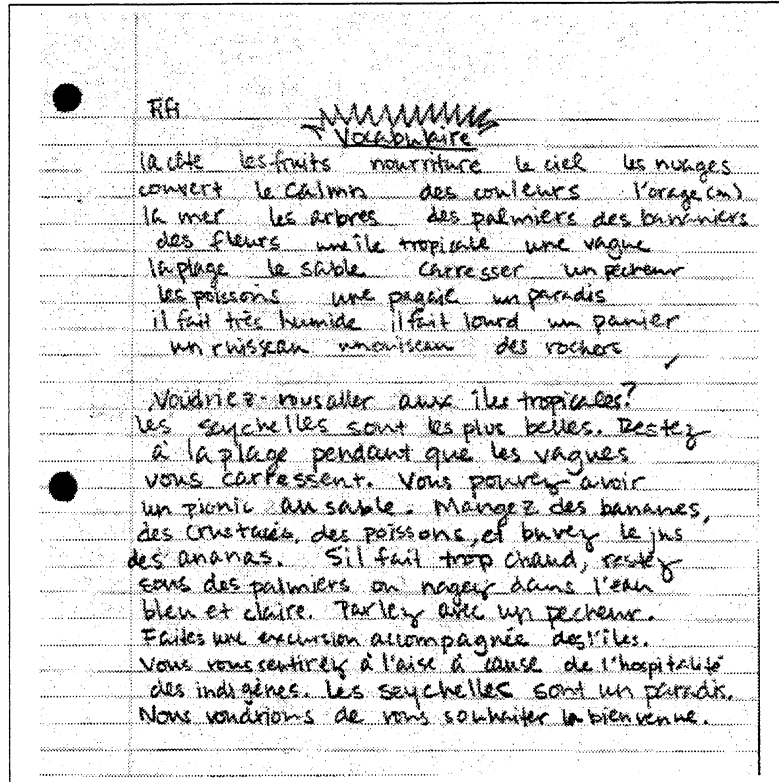 Fifi
Vocabulaire
la côte les fruits nourriture le ciel les nuages
couvert le calmn des couleurs l'orage (m)
la mer les arbres des palmiers des bananiers
des fleurs une île tropicale une vague
la plage le sable carresser un pêcheur
les poissons une pagaie un paradis
il fait très humide il fait lourd un panier
un ruisseau un ouiseau des rochers
Voudriez-vous aller aux îles tropicales?
Les seychelles sont les plus belles. Restez
à la plage pendant que les vagues
vous carressent. Vous pouvez avoir
un picnic au sable. Mangez des bananes,
des crustacés, des poissons, et buvez le jus
des ananas. S'il fait trop chaud, restez
sous des palmiers ou nagez dans l'eau
bleu et claire. Parlez avec un pecheur.
Faites une excursion accompagnée des l'îles.
Vous vous sentirez à l'aise à cause de l'hospitalité
des indigènes. Les seychelles sont un paradis.
Nous voudrions de vous souhaiter la bienvenue.